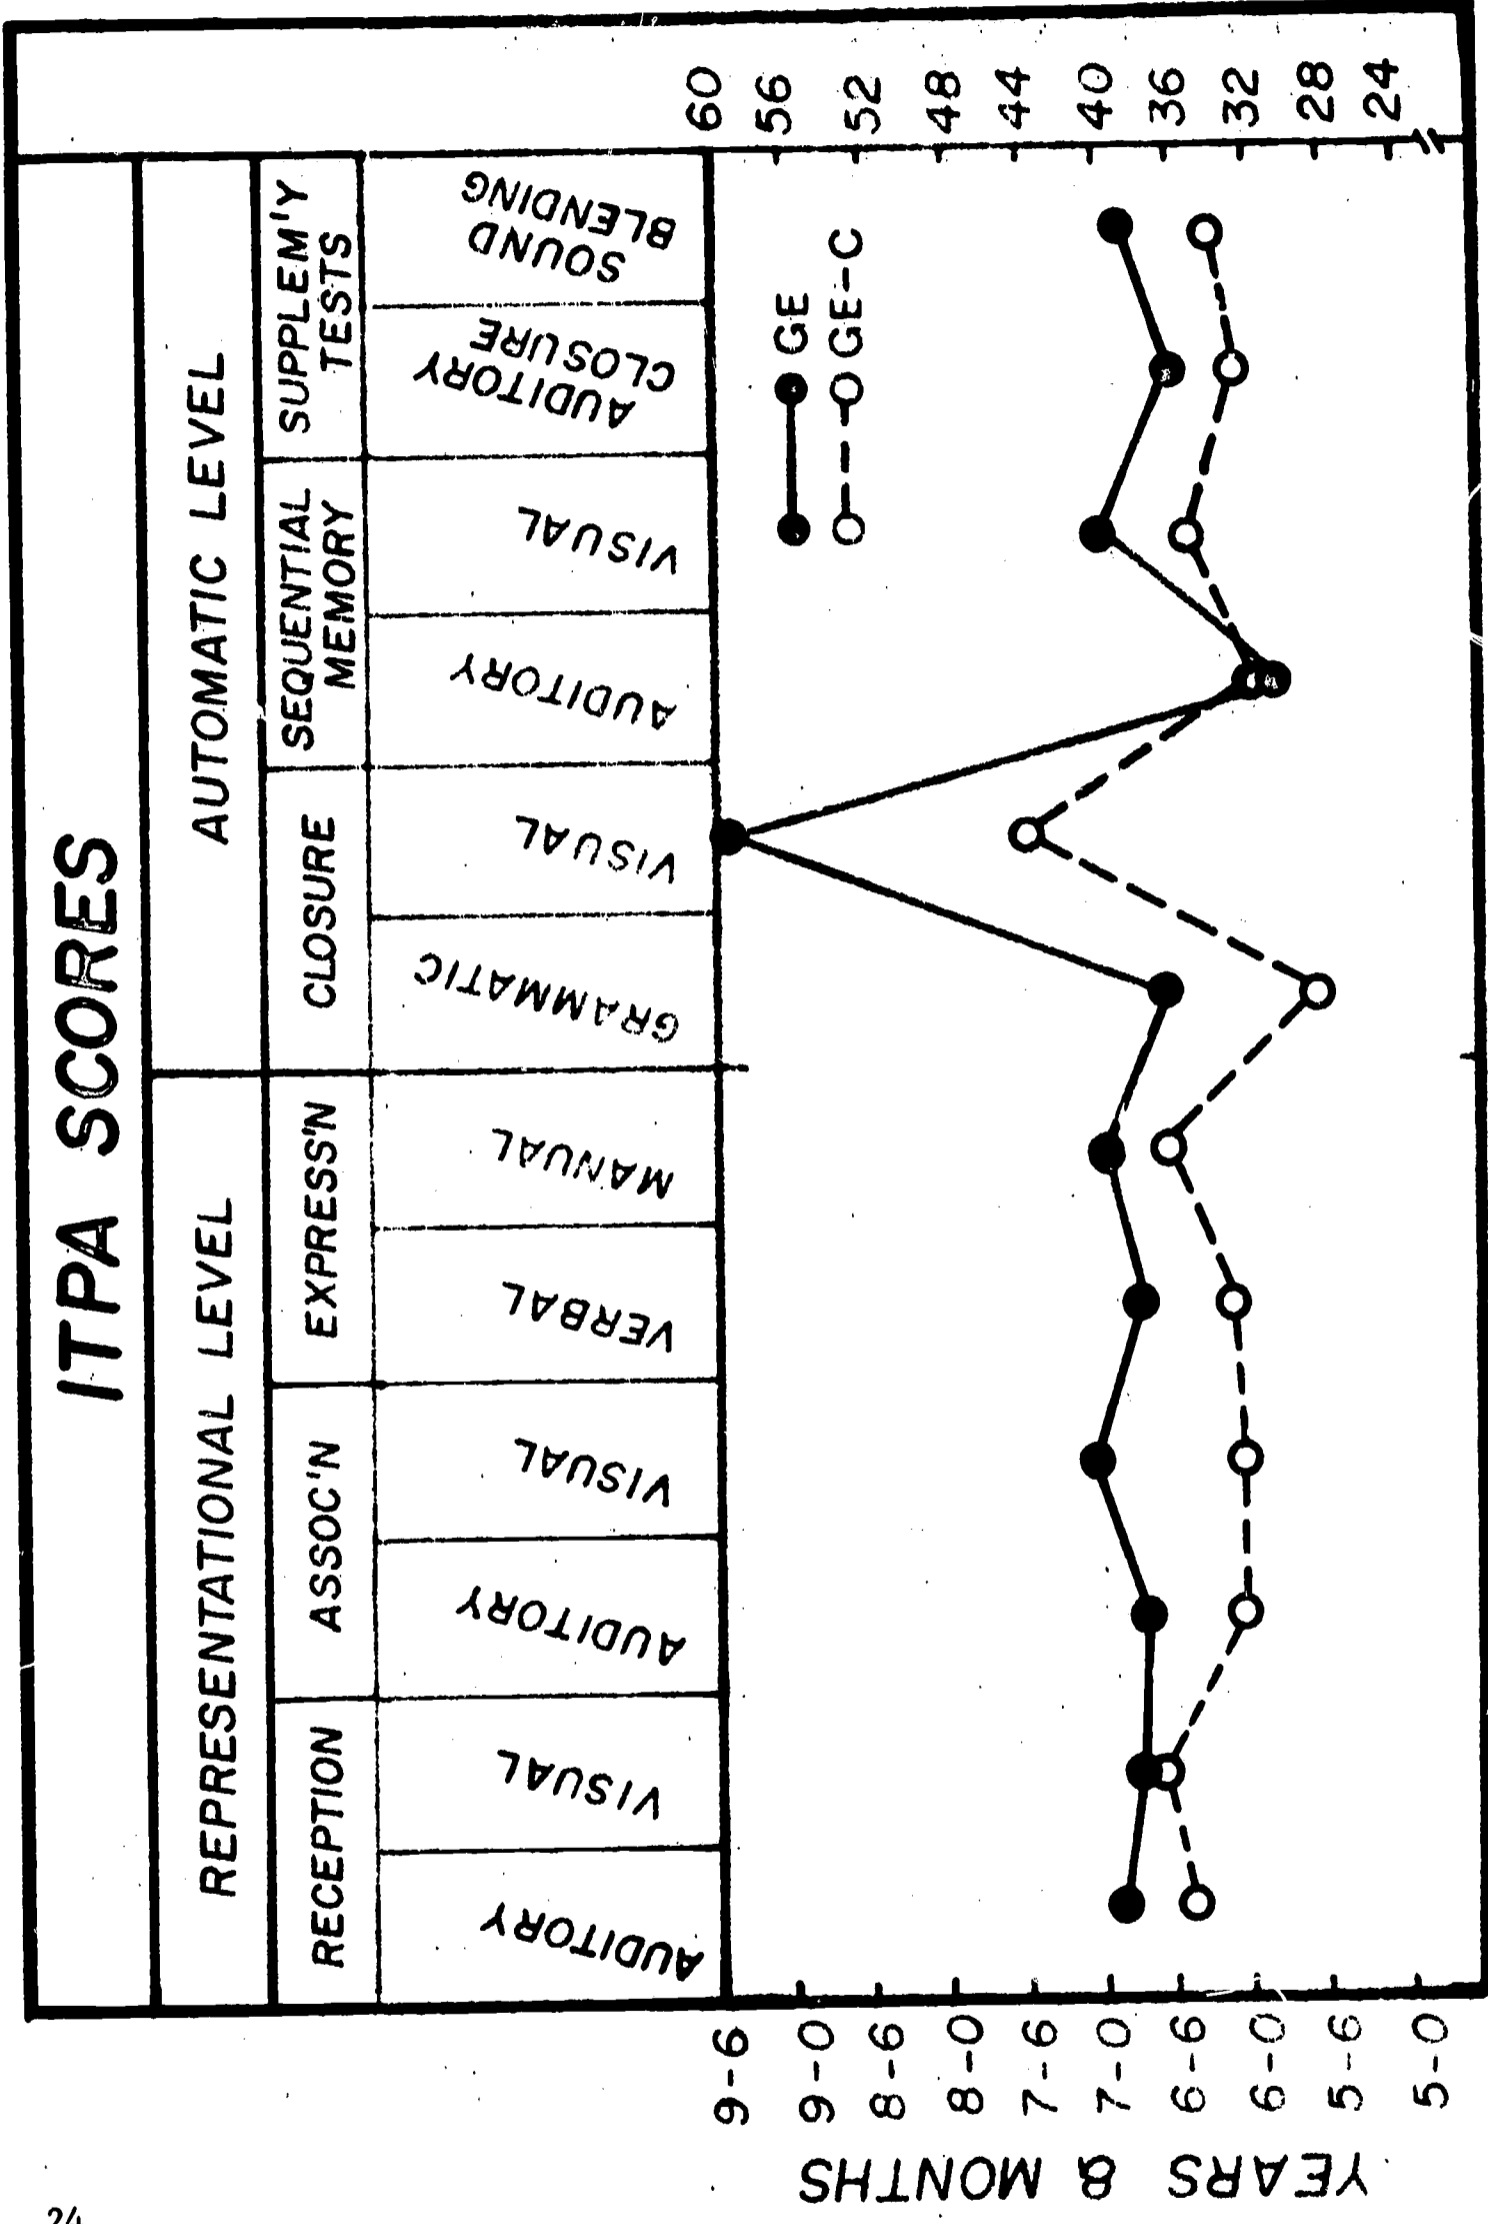 ITPA SCORES
REPRESENTATIONAL LEVEL
AUTOMATIC LEVEL
RECEPTION
ASSOC'N
EXPRESS'N
CLOSURE
SEQUENTIAL
MEMORY
SUPPLEM'Y
TESTS
AUDITORY
VISUAL
AUDITORY
VISUAL
VERBAL
MANUAL
GRAMMATIC
VISUAL
AUDITORY
VISUAL
AUDITORY
CLOSURE
SOUND
BLENDING
YEARS & MONTHS
9-6
9-0
8-6
8-0
7-6
7-0
6-6
6-0
5-6
5-0
GE
GE-C
60
56
52
48
44
40
36
32
28
24
24